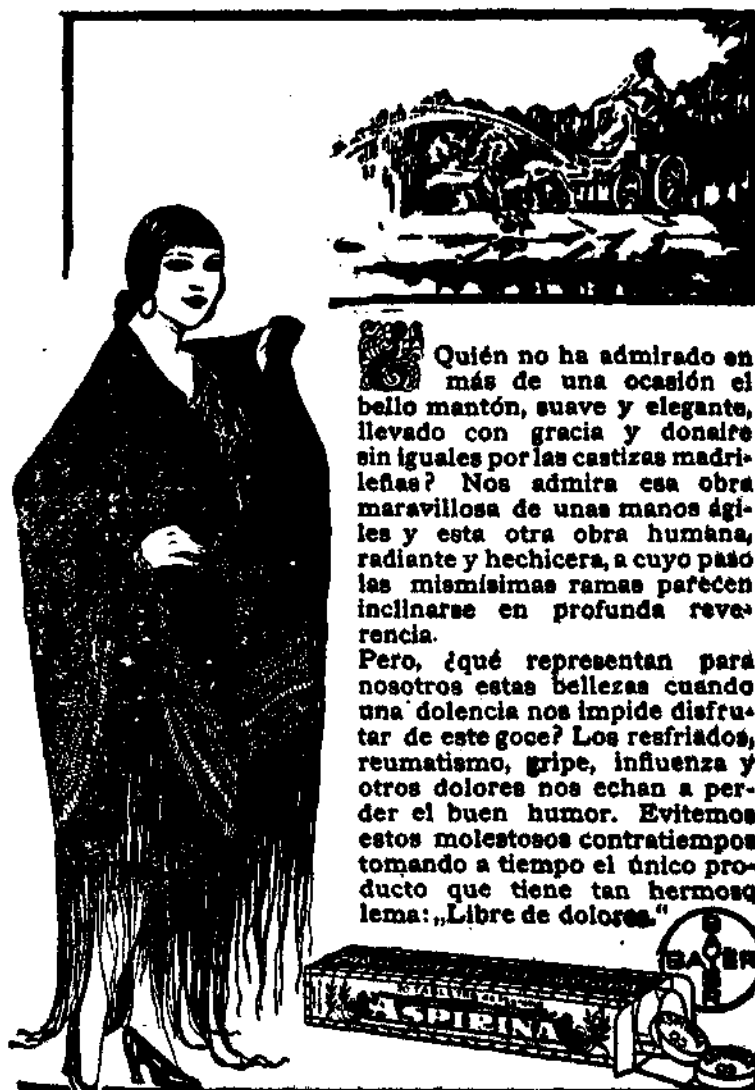 Quién no ha admirado en
más de una ocasión el
bello mantón, suave y elegante,
llevado con gracia y donaire
sin iguales por las castizas madri-
leñas? Nos admira esa obra
maravillosa de unas manos ági-
les y esta otra obra humana,
radiante y hechicera, a cuyo paso
las mismísimas ramas parecen
inclinarse en profunda reve-
rencia.
Pero, ¿qué representan para
nosotros estas bellezas cuando
una dolencia nos impide disfru-
tar de este goce? Los resfriados,
reumatismo, gripe, influenza y
otros dolores nos echan a per-
der el buen humor. Evitemos
estos molestosos contratiempos
tomando a tiempo el único pro-
ducto que tiene tan hermoso
lema: „Libre de dolores."
BAYER
BAYER
ASPIRINA